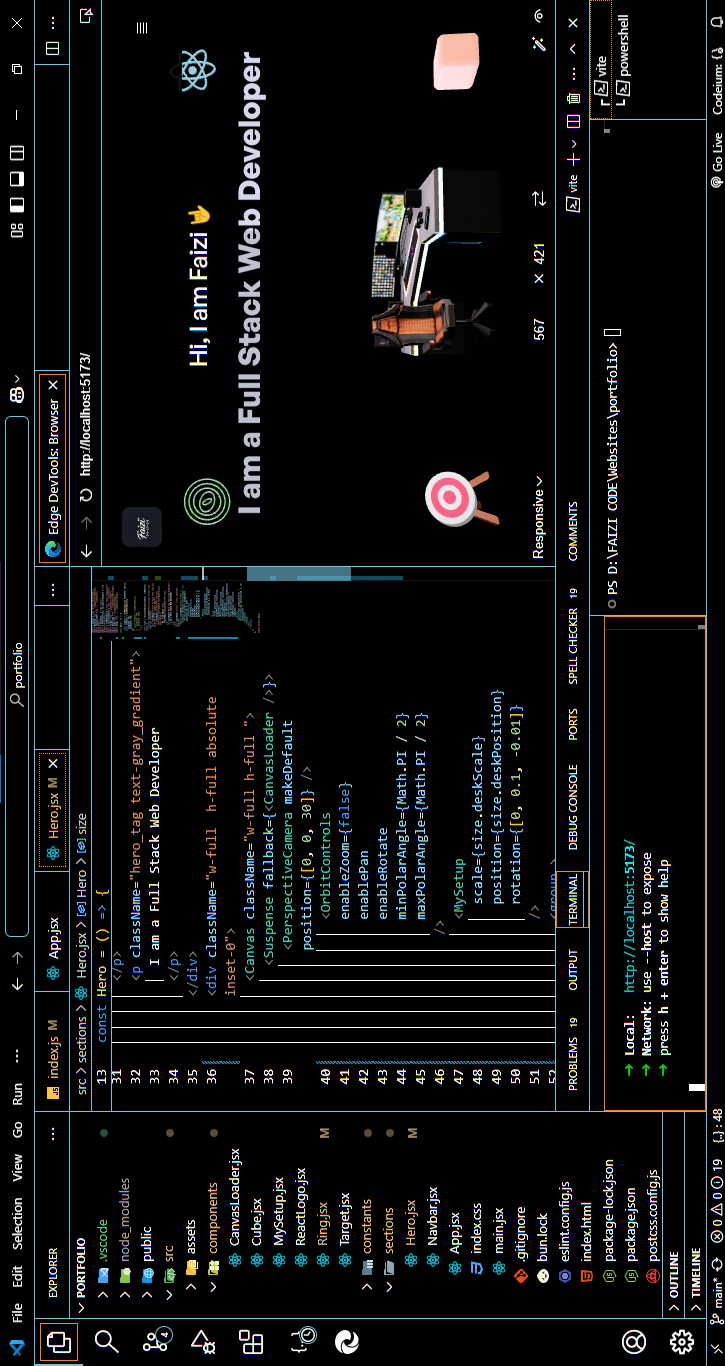 File Edit Selection View Go Run ··· portfolio
EXPLORER ···
PORTFOLIO
.vscode
node_modules
public
src
assets
components
CanvasLoader.jsx
Cube.jsx
MySetup.jsx
ReactLogo.jsx
Ring.jsx M
Target.jsx
constants
sections
Hero.jsx M
Navbar.jsx
App.jsx
index.css
main.jsx
.gitignore
bun.lock
eslint.config.js
index.html
package-lock.json
package.json
postcss.config.js
OUTLINE
TIMELINE
4
index.js M App.jsx Hero.jsx M ···
src > sections > Hero.jsx > Hero > size
13 const Hero = () => {
31 </p>
32 <p className="hero_tag text-gray_gradient">
33 I am a Full Stack Web Developer
34 </p>
35 </div>
36 <div className="w-full  h-full absolute
inset-0">
37 <Canvas className="w-full h-full ">
38 <Suspense fallback={<CanvasLoader />}>
39 <PerspectiveCamera makeDefault
position={[0, 0, 30]} />
40 <OrbitControls
41 enableZoom={false}
42 enablePan
43 enableRotate
44 minPolarAngle={Math.PI / 2}
45 maxPolarAngle={Math.PI / 2}
46 />
47 <MySetup
48 scale={size.deskScale}
49 position={size.deskPosition}
50 rotation={[0, 0.1, -0.01]}
51 />
52 <group>
Edge DevTools: Browser ···
http://localhost:5173/
Faizi
Hi, I am Faizi 🤟
I am a Full Stack Web Developer
Responsive 567 × 421
PROBLEMS 19 OUTPUT TERMINAL DEBUG CONSOLE PORTS SPELL CHECKER 19 COMMENTS vite ···
➜ Local: http://localhost:5173/
➜ Network: use --host to expose
➜ press h + enter to show help
PS D:\FAIZI CODE\Websites\portfolio>
vite
powershell
main* 0 0 19 {..}: 48 Go Live Codeium: {..}